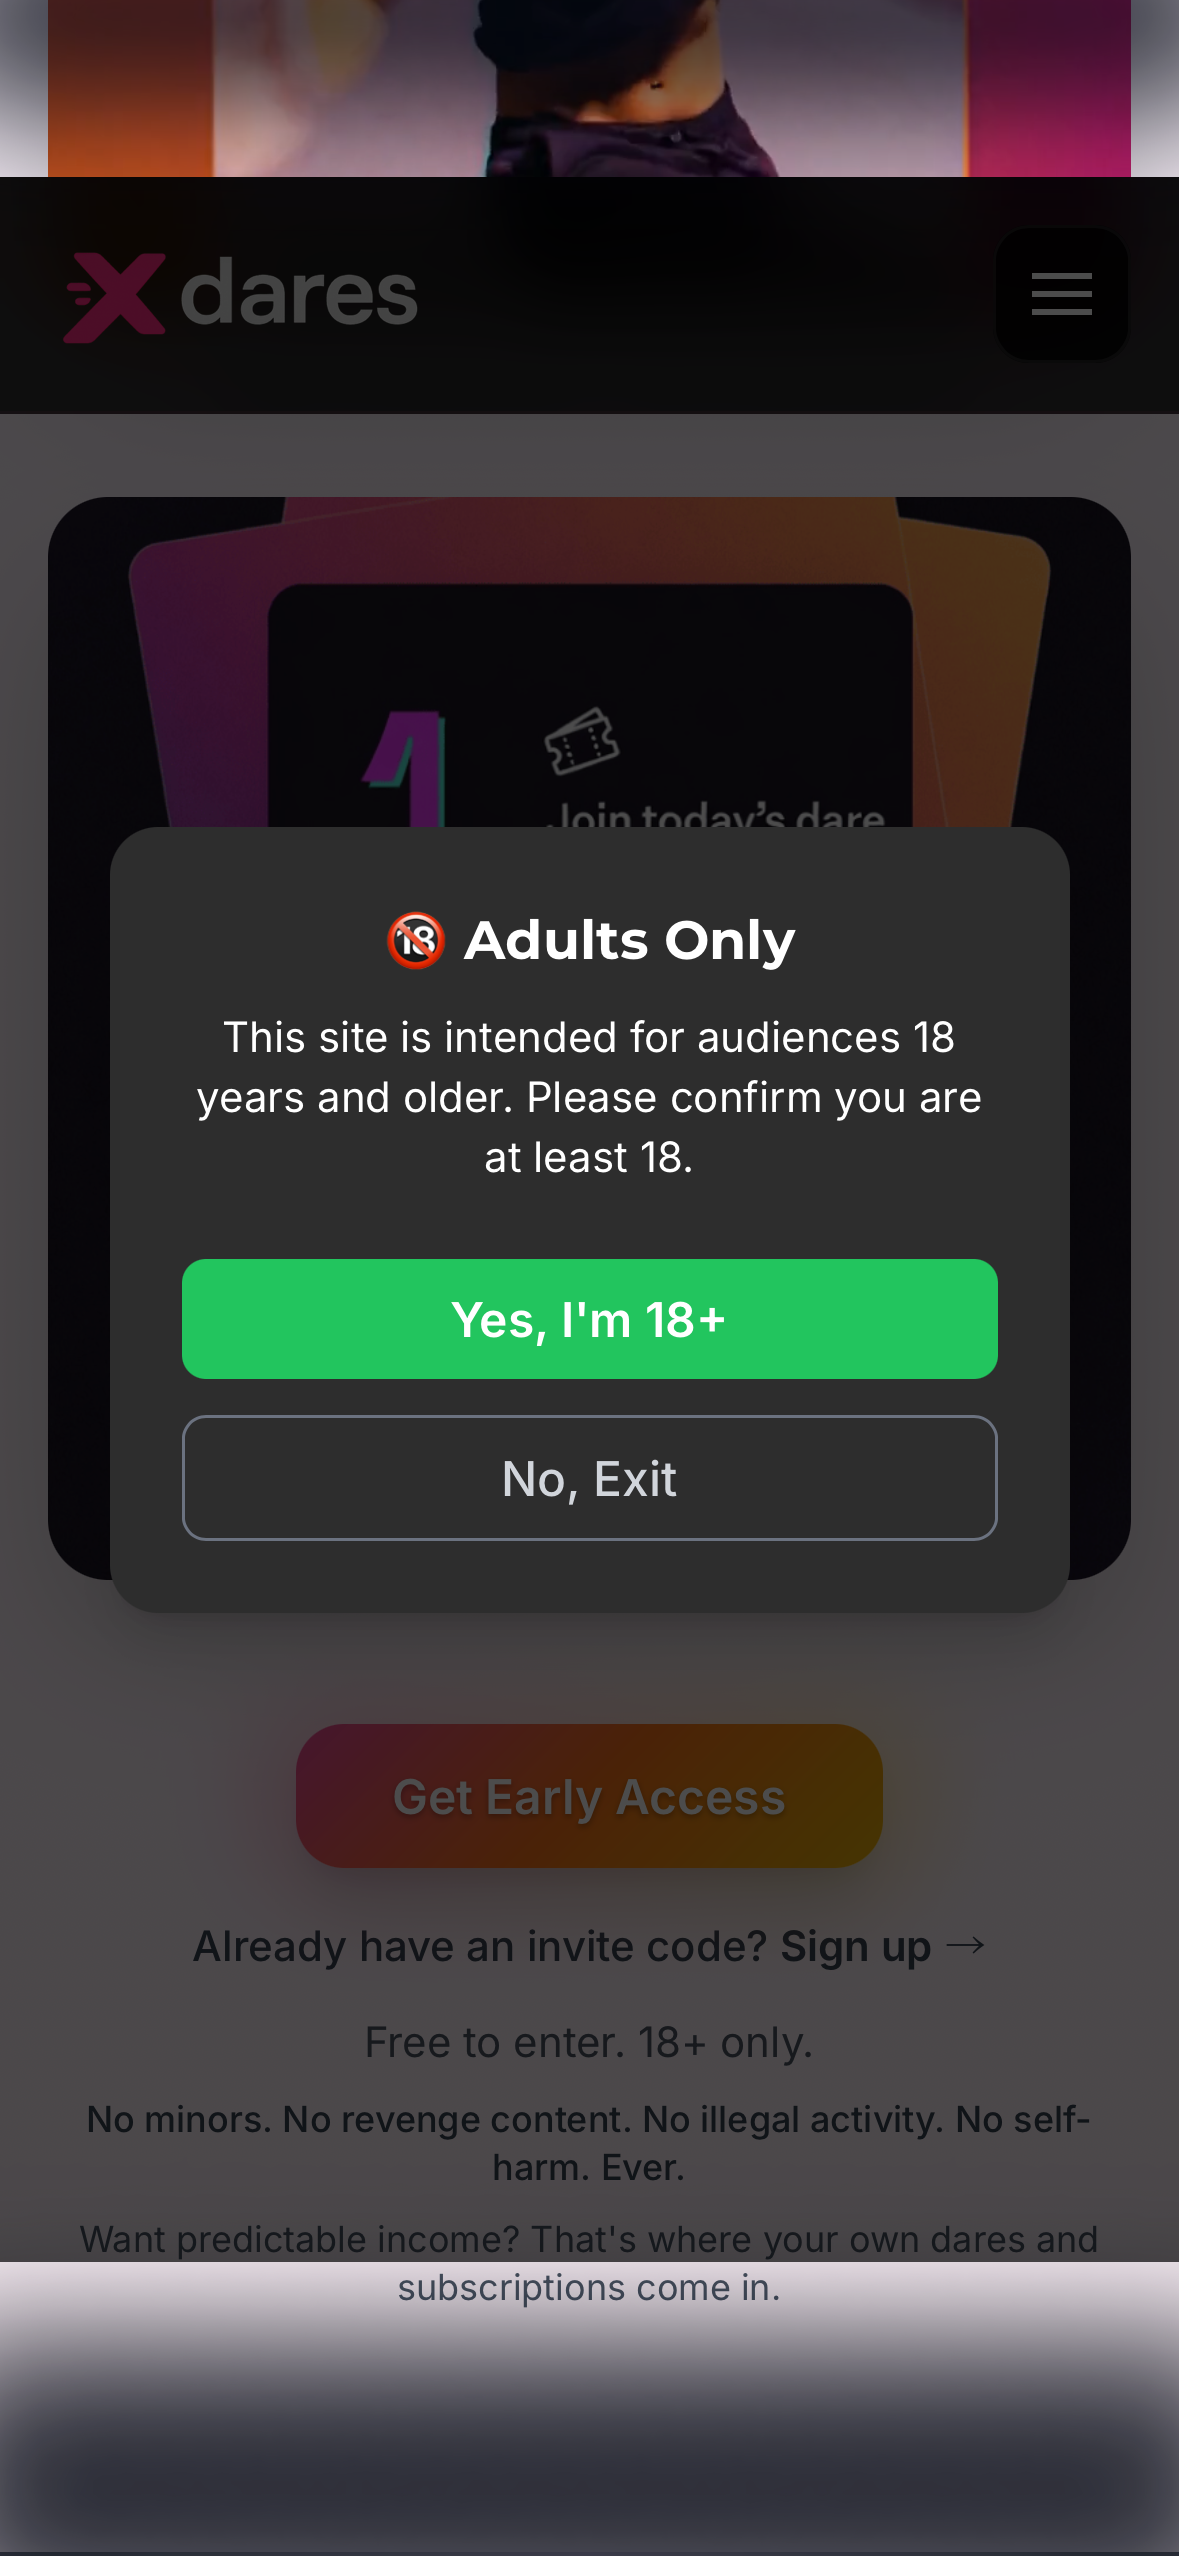 dares
1
Join today's dare
🔞 Adults Only
This site is intended for audiences 18
years and older. Please confirm you are
at least 18.
Yes, I'm 18+
No, Exit
Get Early Access
Already have an invite code? Sign up →
Free to enter. 18+ only.
No minors. No revenge content. No illegal activity. No self-
harm. Ever.
Want predictable income? That's where your own dares and
subscriptions come in.